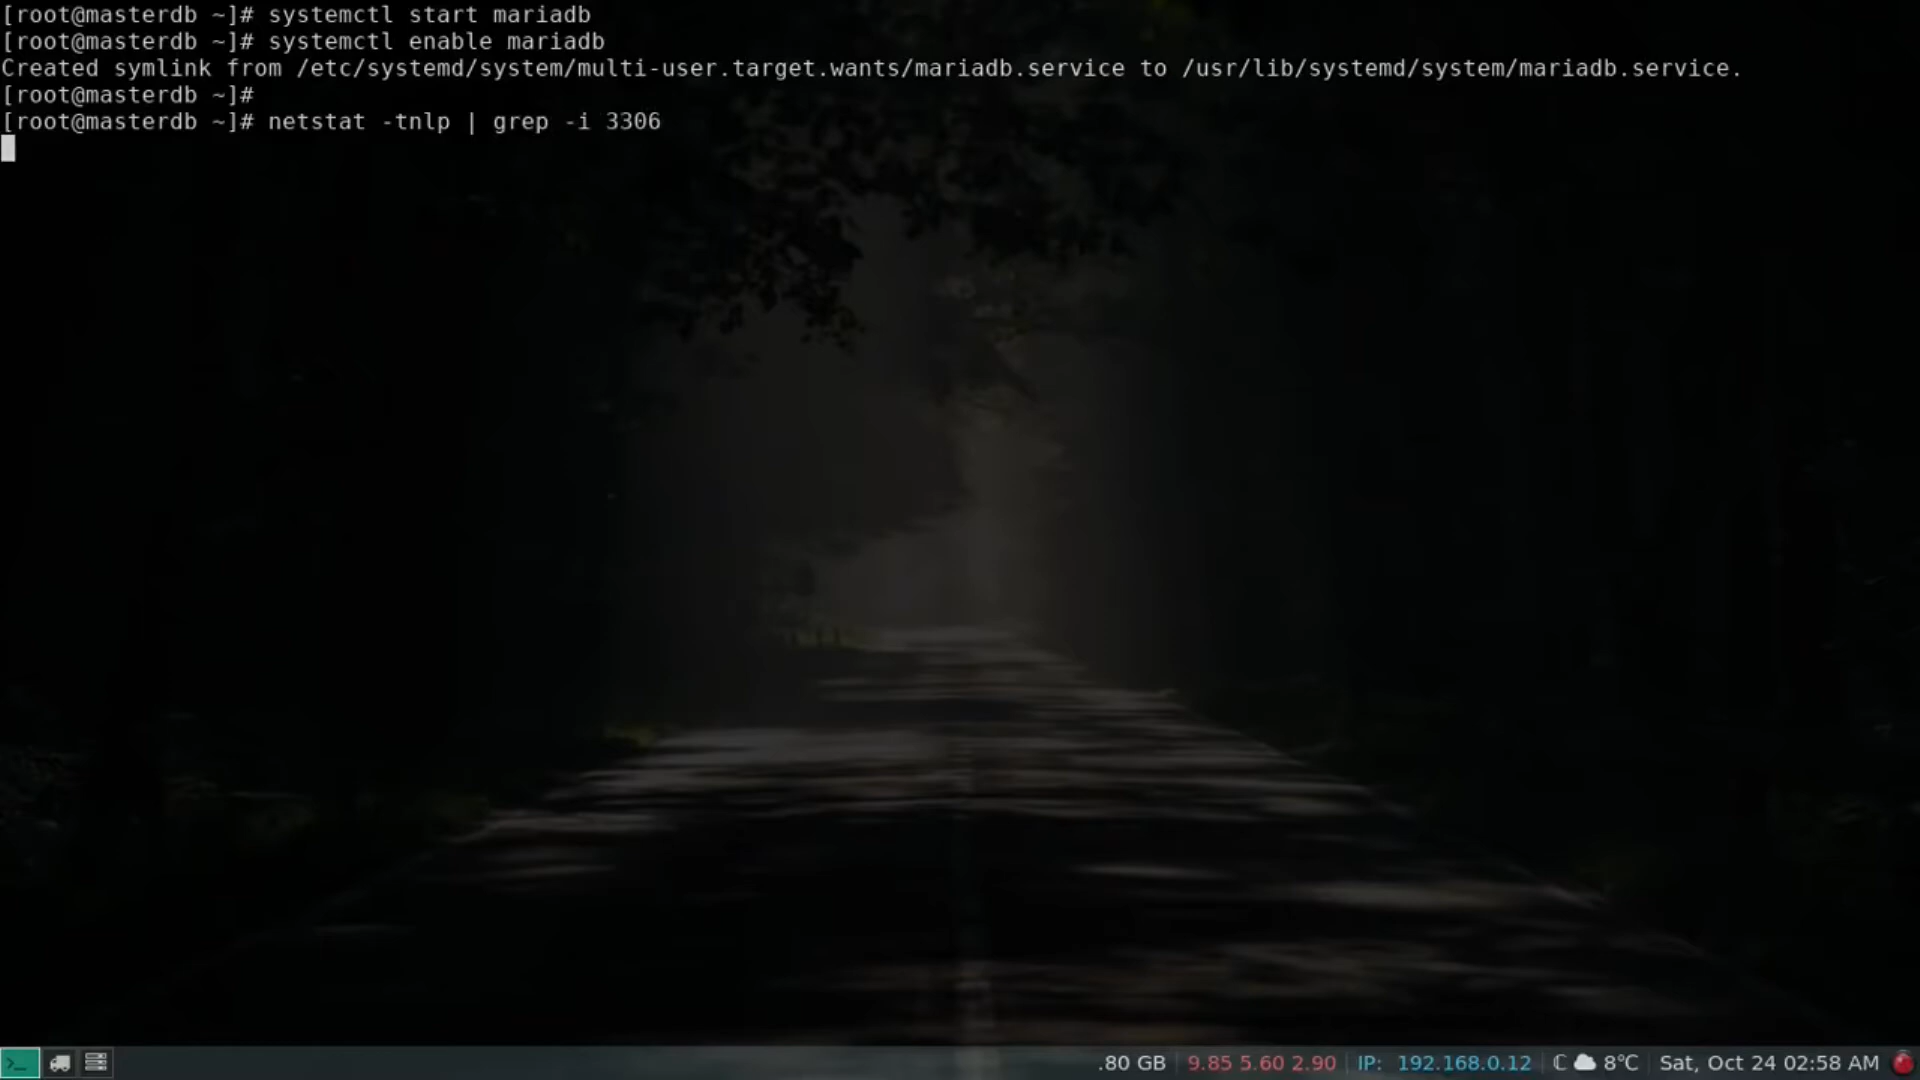 [root@masterdb ~]# systemctl start mariadb
[root@masterdb ~]# systemctl enable mariadb
Created symlink from /etc/systemd/system/multi-user.target.wants/mariadb.service to /usr/lib/systemd/system/mariadb.service.
[root@masterdb ~]#
[root@masterdb ~]# netstat -tnlp | grep -i 3306
>_ .80 GB | 9.85 5.60 2.90 | IP: 192.168.0.12 | 8°C | Sat, Oct 24 02:58 AM